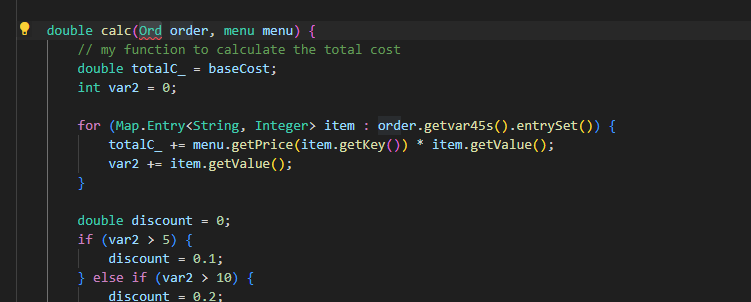 double calc(Ord order, menu menu) {
// my function to calculate the total cost
double totalC_ = baseCost;
int var2 = 0;
for (Map.Entry<String, Integer> item : order.getvar45s().entrySet()) {
totalC_ += menu.getPrice(item.getKey()) * item.getValue();
var2 += item.getValue();
}
double discount = 0;
if (var2 > 5) {
discount = 0.1;
} else if (var2 > 10) {
discount = 0.2;